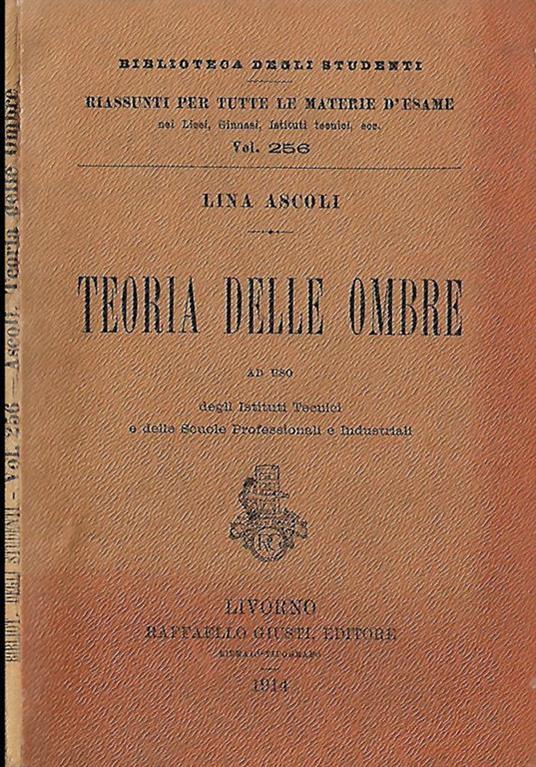 BIBLIOTECA DEGLI STUDENTI
RIASSUNTI PER TUTTE LE MATERIE D'ESAME
nei Licei, Ginnasi, Istituti tecnici, ecc.
Vol. 256
LINA ASCOLI
TEORIA DELLE OMBRE
AD USO
degli Istituti Tecnici
e delle Scuole Professionali e Industriali
LIVORNO
RAFFAELLO GIUSTI, EDITORE
1914
BIBLIOT. DEGLI STUDENTI - Vol. 256 - Ascoli. Teoria delle Ombre